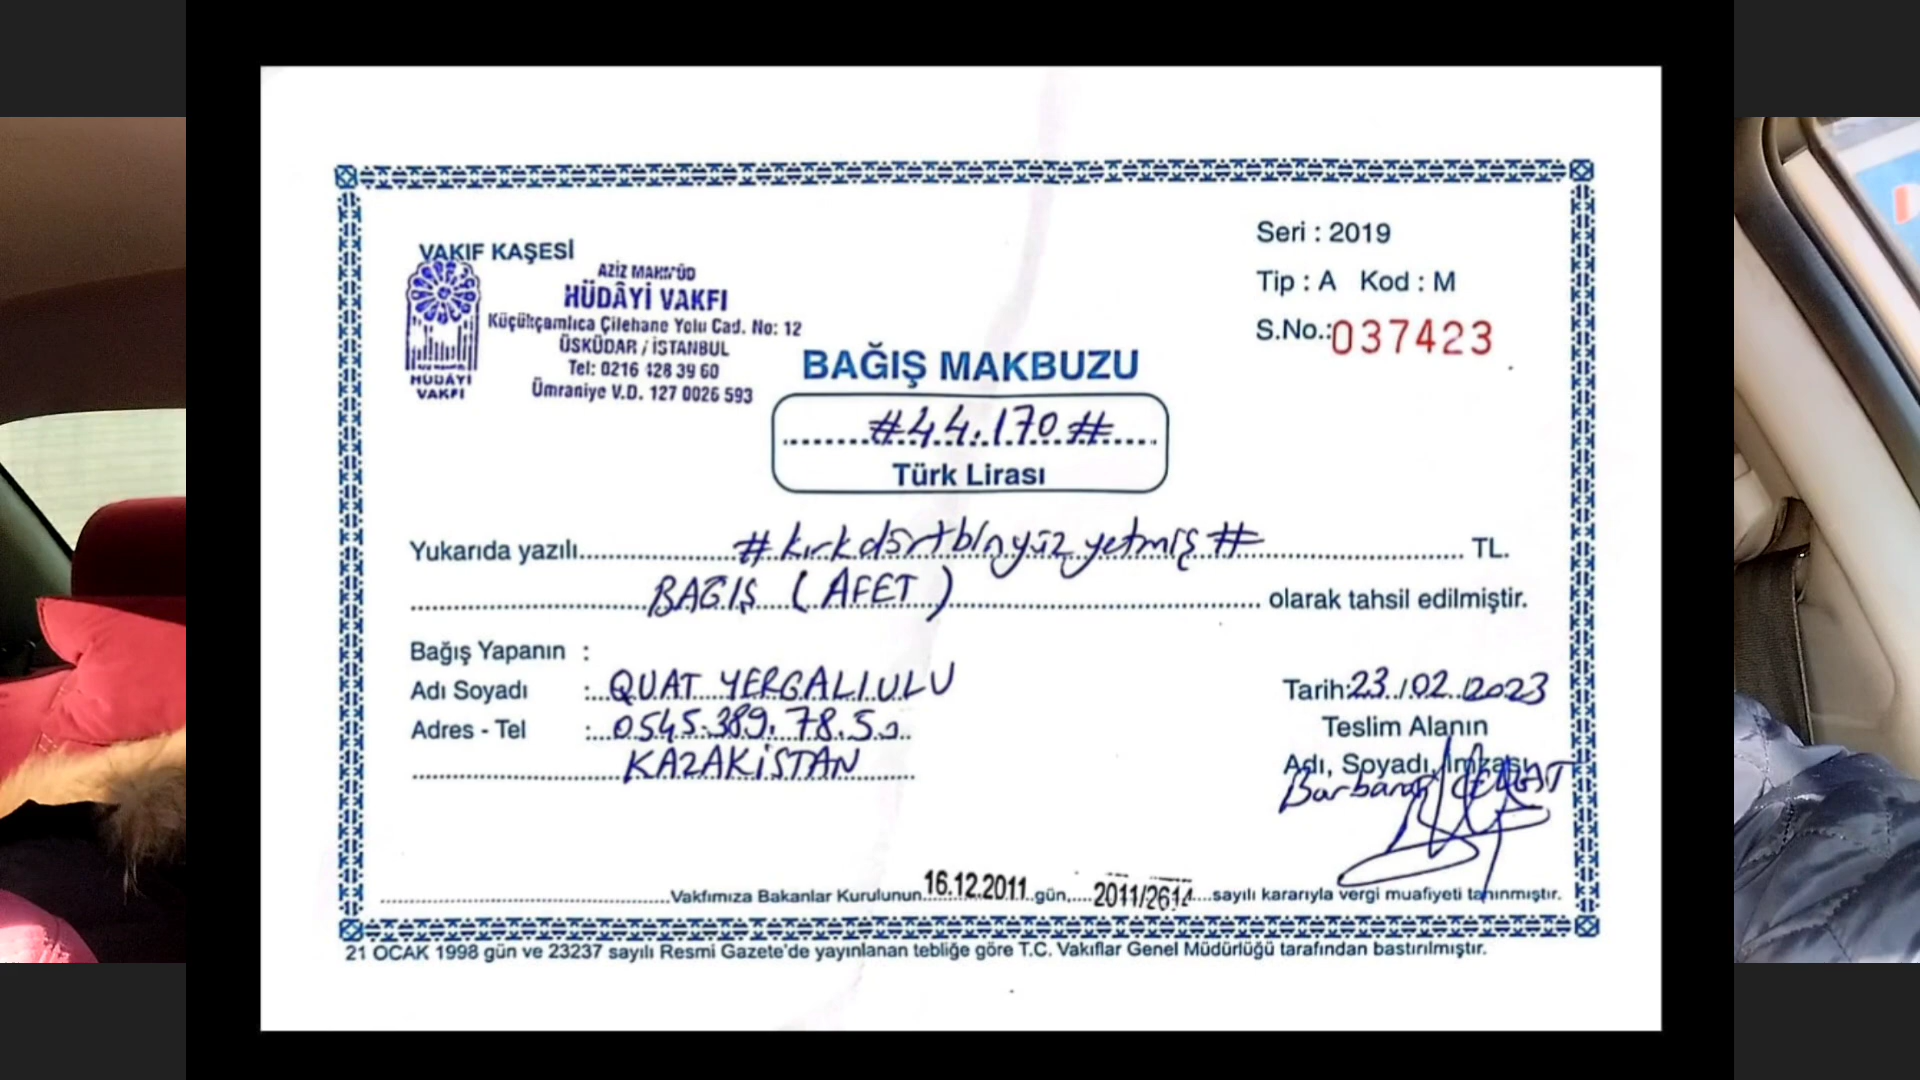 VAKIF KAŞESİ
AZİZ MAHMÛD
HÜDÂYİ VAKFI
Küçükçamlıca Çilehane Yolu Cad. No: 12
ÜSKÜDAR / İSTANBUL
Tel: 0216 428 39 60
Ümraniye V.D. 127 0026 593
HÜDÂYİ
VAKFI
Seri : 2019
Tip : A Kod : M
S.No.: 037423
BAĞIŞ MAKBUZU
#44.170#
Türk Lirası
Yukarıda yazılı #kırkdörtbinyüzyetmiş# TL.
BAĞIŞ (AFET) olarak tahsil edilmiştir.
Bağış Yapanın :
Adı Soyadı : QUAT YERGALIULU
Adres - Tel : 0545.389.78.50
KAZAKİSTAN
Tarih: 23/02/2023
Teslim Alanın
Adı, Soyadı, İmzası
Barbaros
Vakfımıza Bakanlar Kurulunun 16.12.2011 gün, 2011/2614 sayılı kararıyla vergi muafiyeti tanınmıştır.
21 OCAK 1998 gün ve 23237 sayılı Resmi Gazete'de yayınlanan tebliğe göre T.C. Vakıflar Genel Müdürlüğü tarafından bastırılmıştır.